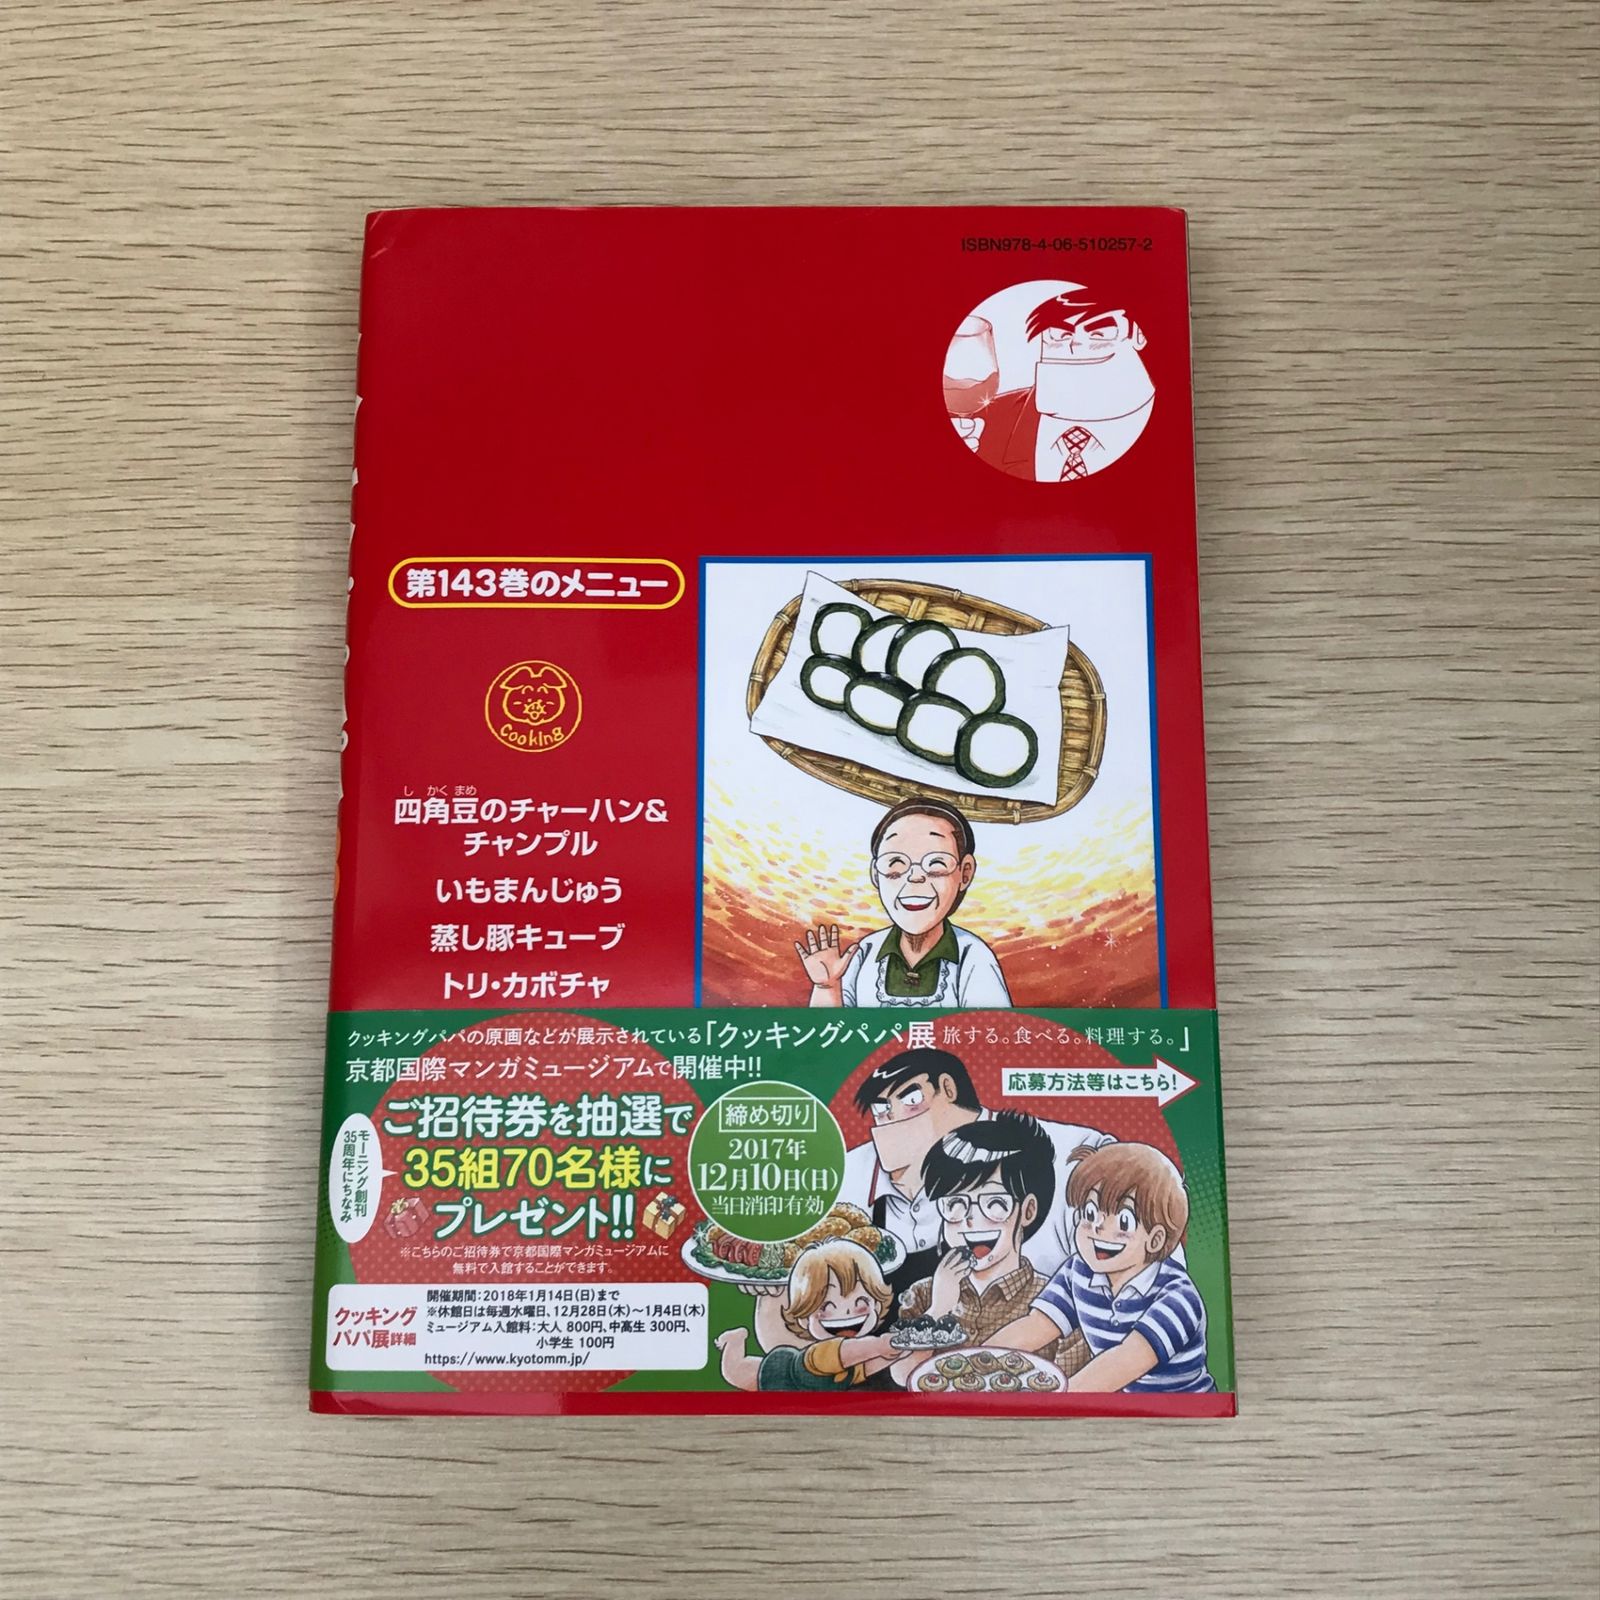 ISBN978-4-06-510257-2
第143巻のメニュー
cooking
し かく まめ
四角豆のチャーハン&
チャンプル
いもまんじゅう
蒸し豚キューブ
トリ・カボチャ
クッキングパパの原画などが展示されている「クッキングパパ展 旅する。食べる。料理する。」
京都国際マンガミュージアムで開催中!!
応募方法等はこちら!
モーニング創刊
35周年にちなみ
ご招待券を抽選で
35組70名様に
プレゼント!!
※こちらのご招待券で京都国際マンガミュージアムに
無料で入館することができます。
締め切り
2017年
12月10日(日)
当日消印有効
クッキング
パパ展詳細
開催期間:2018年1月14日(日)まで
※休館日は毎週水曜日、12月28日(木)〜1月4日(木)
ミュージアム入館料:大人 800円、中高生 300円、
小学生 100円
https://www.kyotomm.jp/